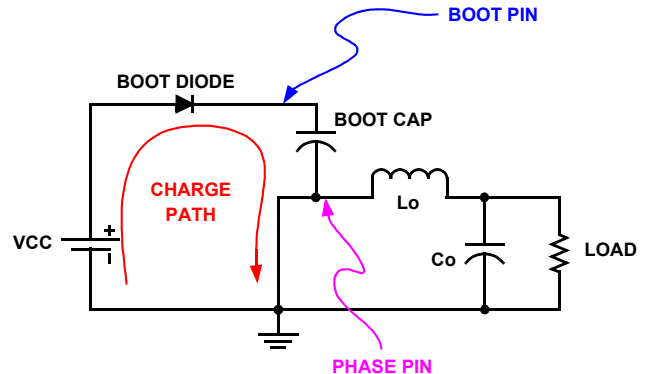 BOOT PIN
BOOT DIODE
BOOT CAP
CHARGE
PATH
Lo
VCC
+
Co
LOAD
PHASE PIN